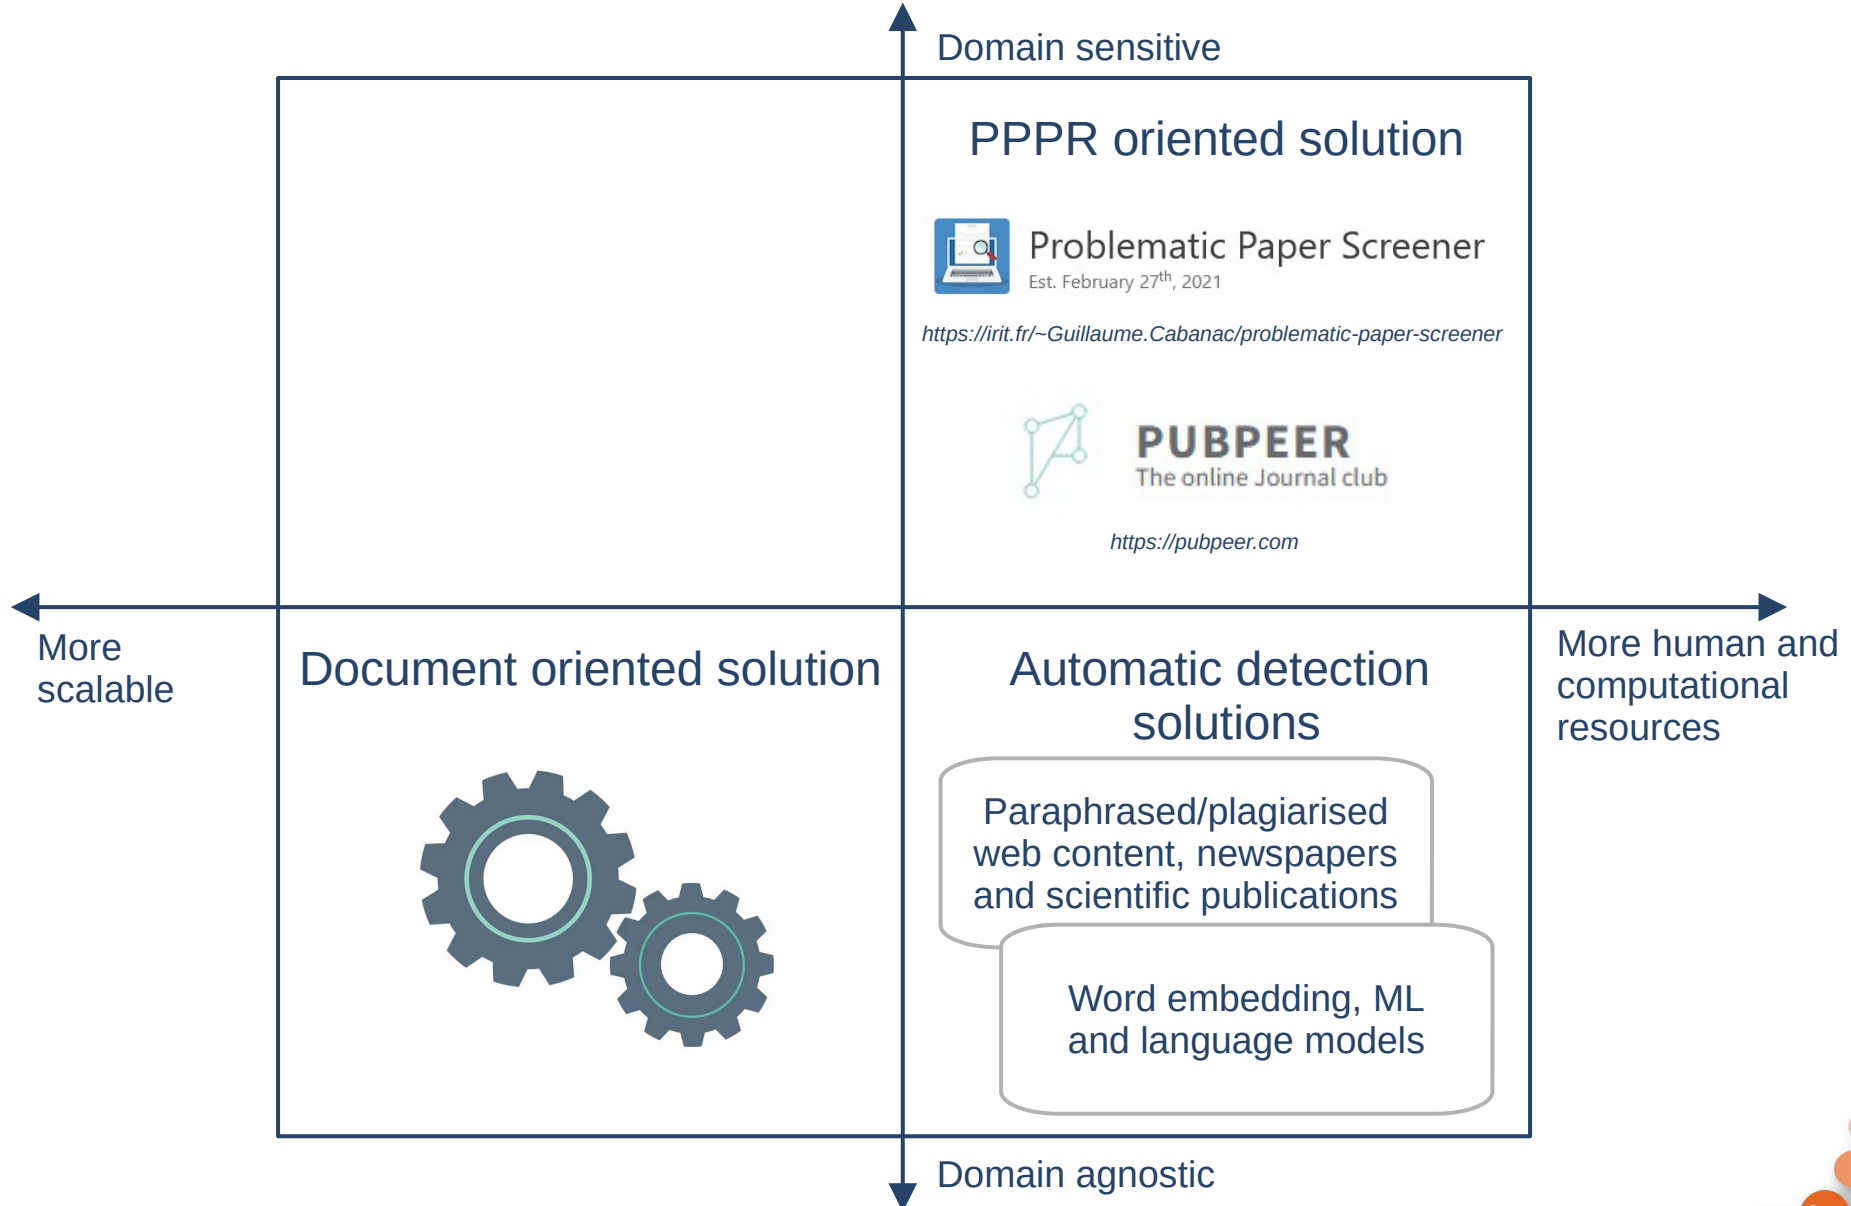 Domain sensitive
PPPR oriented solution
Problematic Paper Screener
Est. February 27th, 2021
https://irit.fr/~Guillaume.Cabanac/problematic-paper-screener
PUBPEER
The online Journal club
https://pubpeer.com
More
scalable
Document oriented solution
Automatic detection
solutions
More human and
computational
resources
Paraphrased/plagiarised
web content, newspapers
and scientific publications
Word embedding, ML
and language models
Domain agnostic